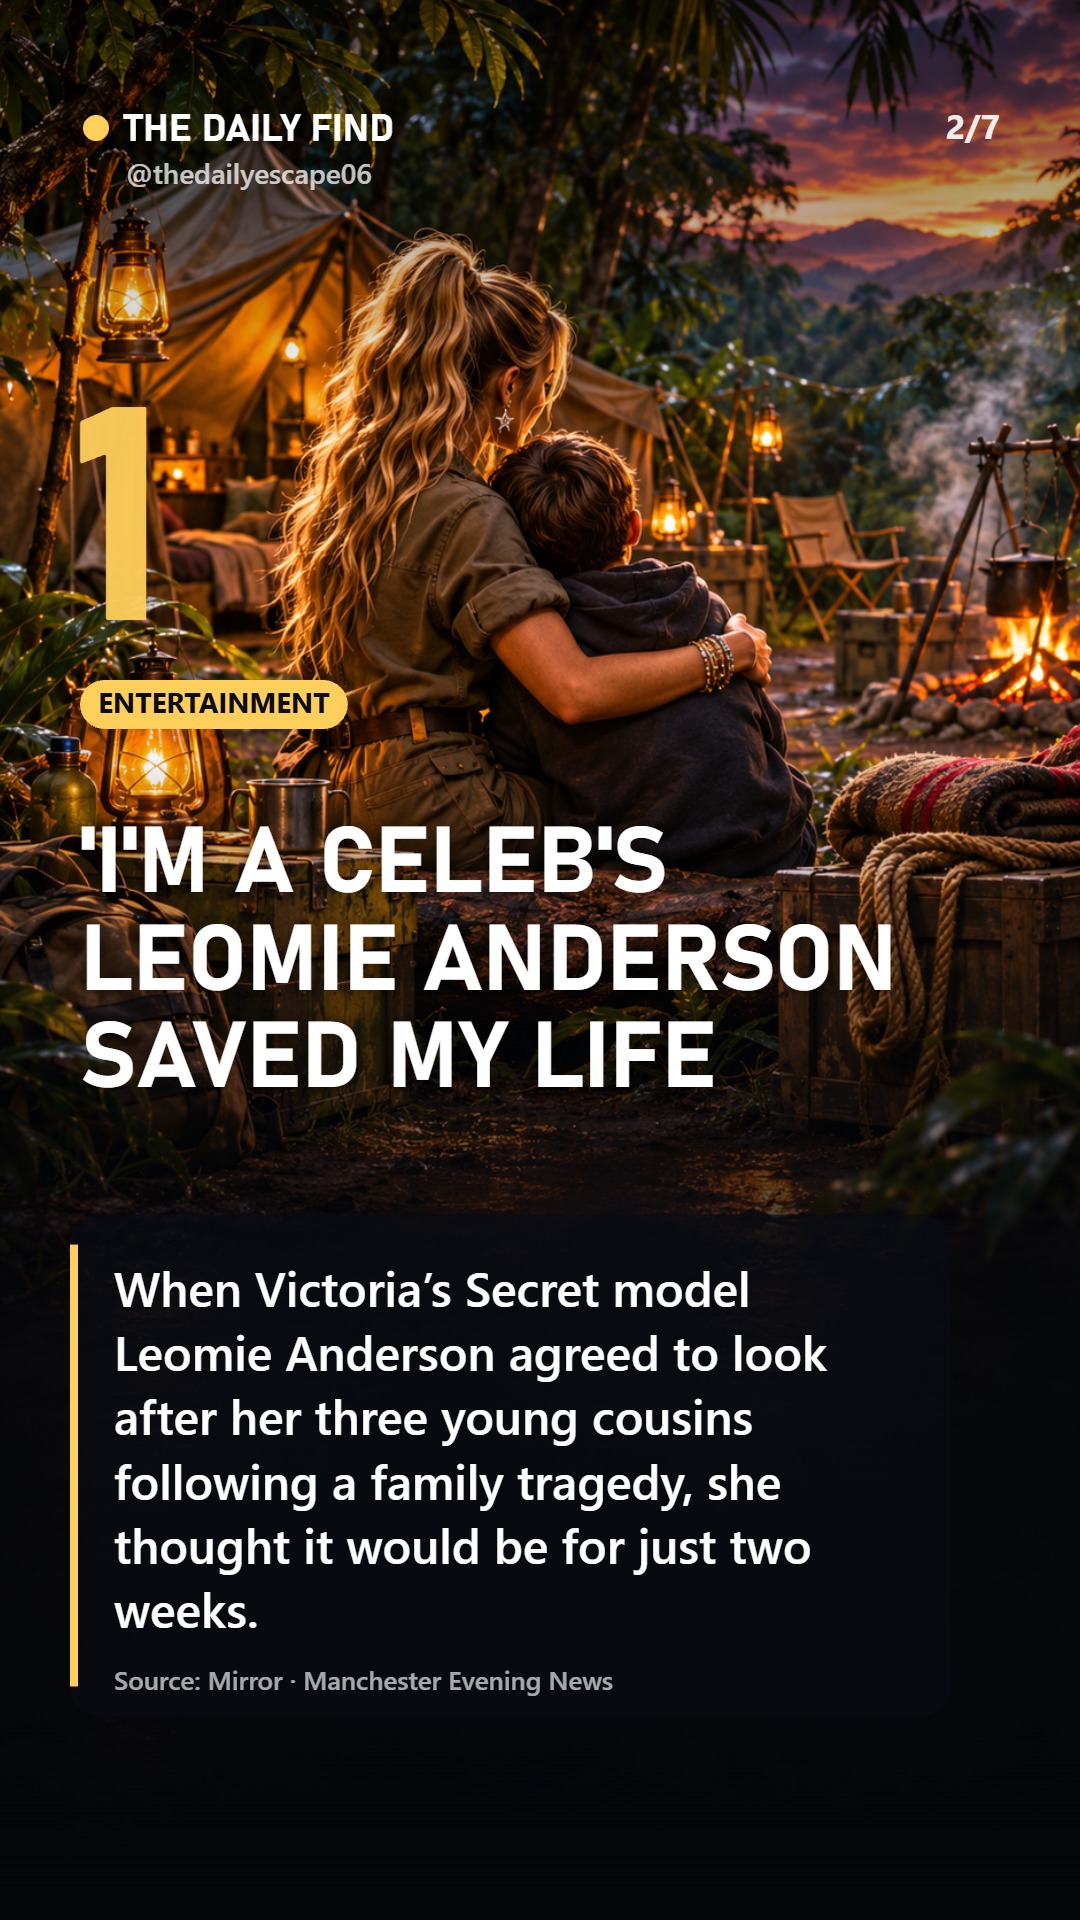 THE DAILY FIND
@thedailyescape06
2/7
1
ENTERTAINMENT
'I'M A CELEB'S
LEOMIE ANDERSON
SAVED MY LIFE
When Victoria’s Secret model
Leomie Anderson agreed to look
after her three young cousins
following a family tragedy, she
thought it would be for just two
weeks.
Source: Mirror · Manchester Evening News